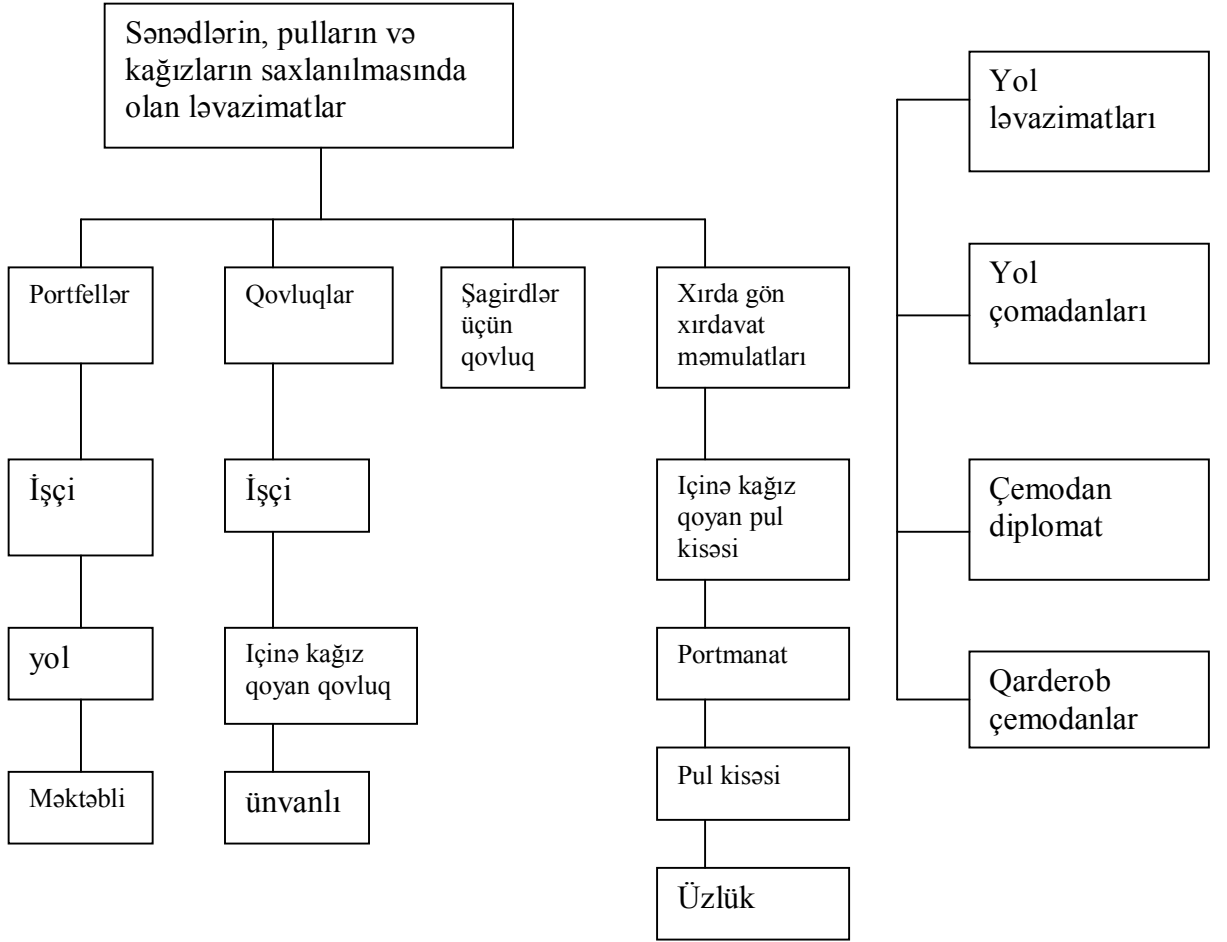 Sənədlərin, pulların və
kağızların saxlanılmasında
olan ləvazimatlar
Portfellər
İşçi
yol
Məktəbli
Qovluqlar
İşçi
Içinə kağız
qoyan qovluq
ünvanlı
Şagirdlər
üçün
qovluq
Xırda gön
xırdavat
məmulatları
Içinə kağız
qoyan pul
kisəsi
Portmanat
Pul kisəsi
Üzlük
Yol
ləvazimatları
Yol
çomadanları
Çemodan
diplomat
Qarderob
çemodanlar